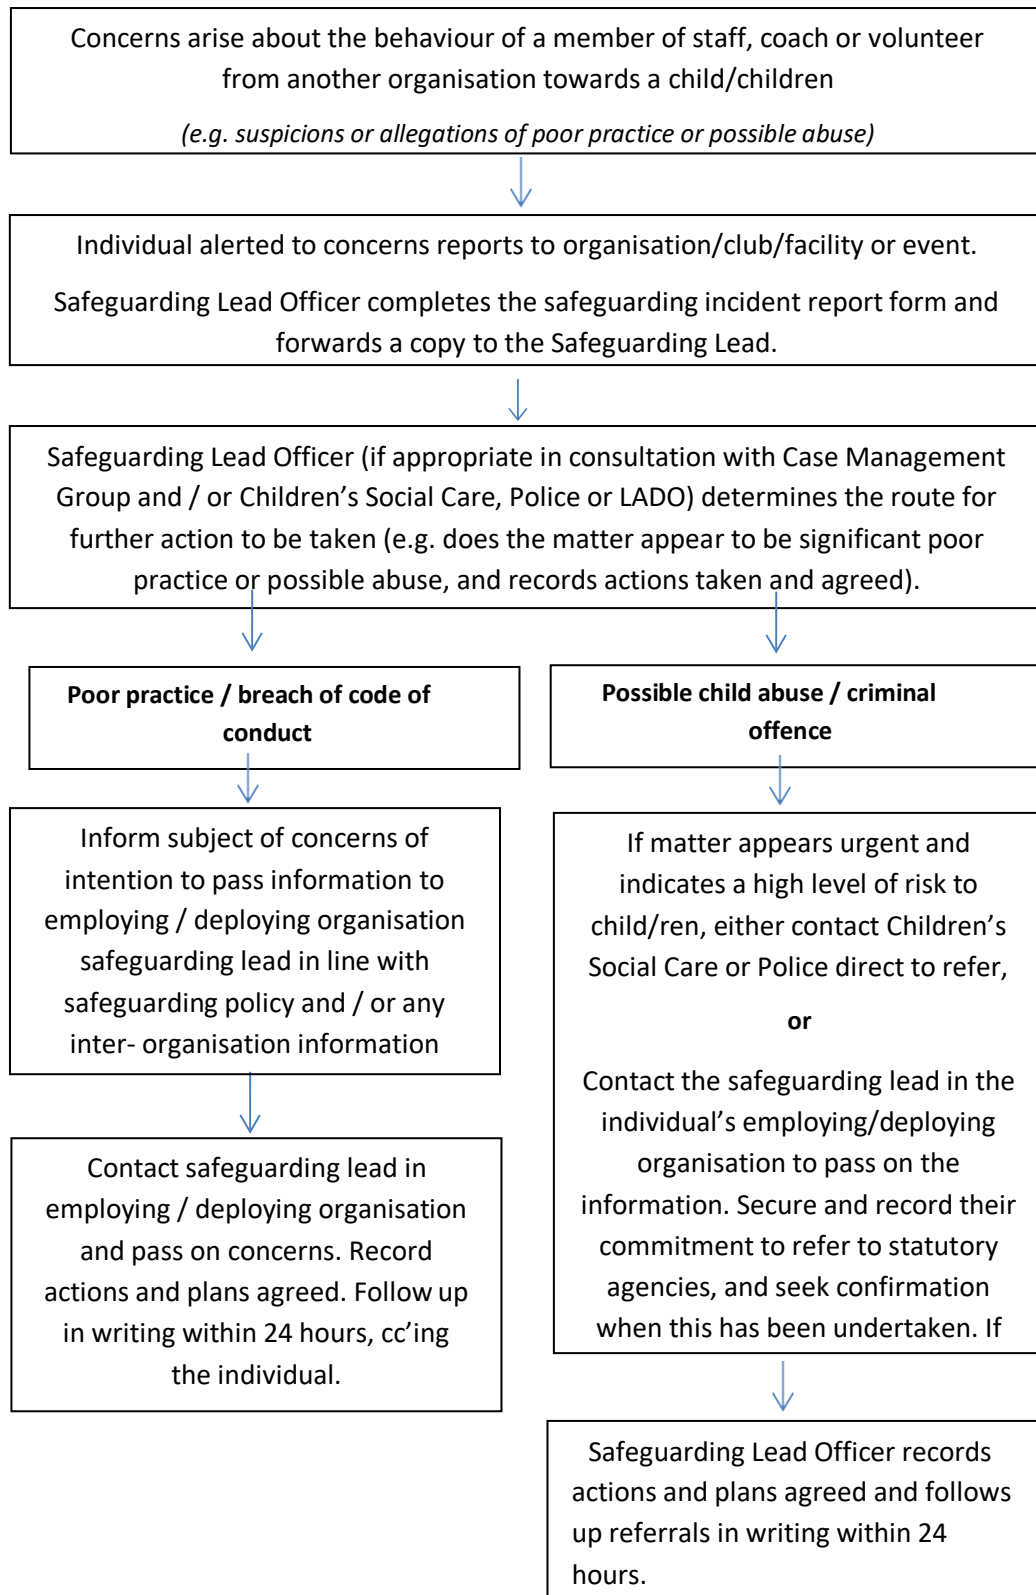 Concerns arise about the behaviour of a member of staff, coach or volunteer
from another organisation towards a child/children
(e.g. suspicions or allegations of poor practice or possible abuse)
Individual alerted to concerns reports to organisation/club/facility or event.
Safeguarding Lead Officer completes the safeguarding incident report form and
forwards a copy to the Safeguarding Lead.
Safeguarding Lead Officer (if appropriate in consultation with Case Management
Group and / or Children’s Social Care, Police or LADO) determines the route for
further action to be taken (e.g. does the matter appear to be significant poor
practice or possible abuse, and records actions taken and agreed).
Poor practice / breach of code of
conduct
Inform subject of concerns of
intention to pass information to
employing / deploying organisation
safeguarding lead in line with
safeguarding policy and / or any
inter- organisation information
Contact safeguarding lead in
employing / deploying organisation
and pass on concerns. Record
actions and plans agreed. Follow up
in writing within 24 hours, cc’ing
the individual.
Possible child abuse / criminal
offence
If matter appears urgent and
indicates a high level of risk to
child/ren, either contact Children’s
Social Care or Police direct to refer,
or
Contact the safeguarding lead in the
individual’s employing/deploying
organisation to pass on the
information. Secure and record their
commitment to refer to statutory
agencies, and seek confirmation
when this has been undertaken. If
Safeguarding Lead Officer records
actions and plans agreed and follows
up referrals in writing within 24
hours.